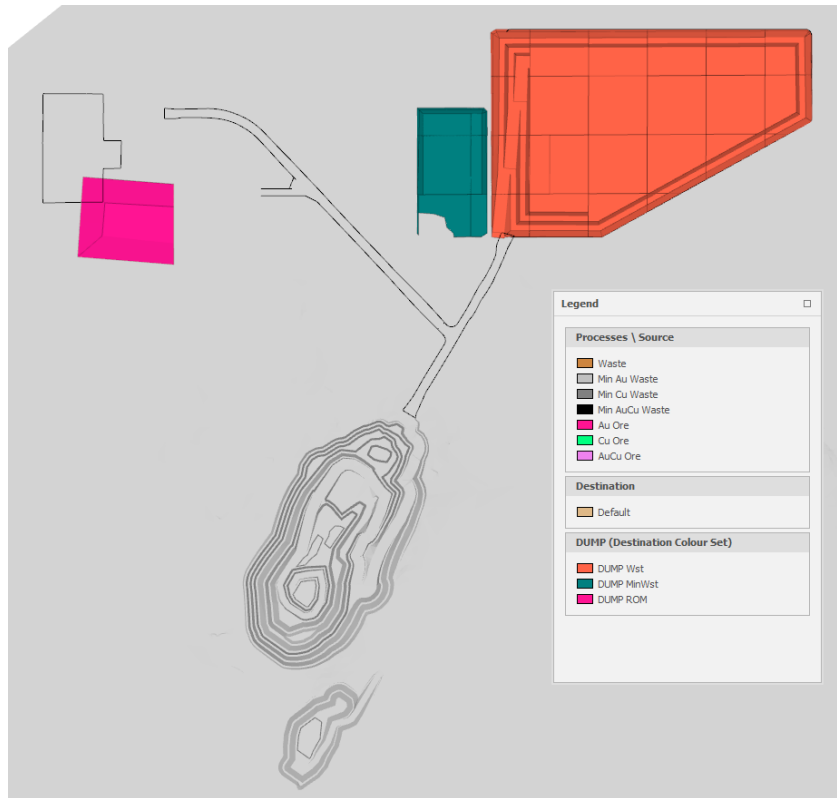 Legend
Processes \ Source
Waste
Min Au Waste
Min Cu Waste
Min AuCu Waste
Au Ore
Cu Ore
AuCu Ore
Destination
Default
DUMP (Destination Colour Set)
DUMP Wst
DUMP MinWst
DUMP ROM